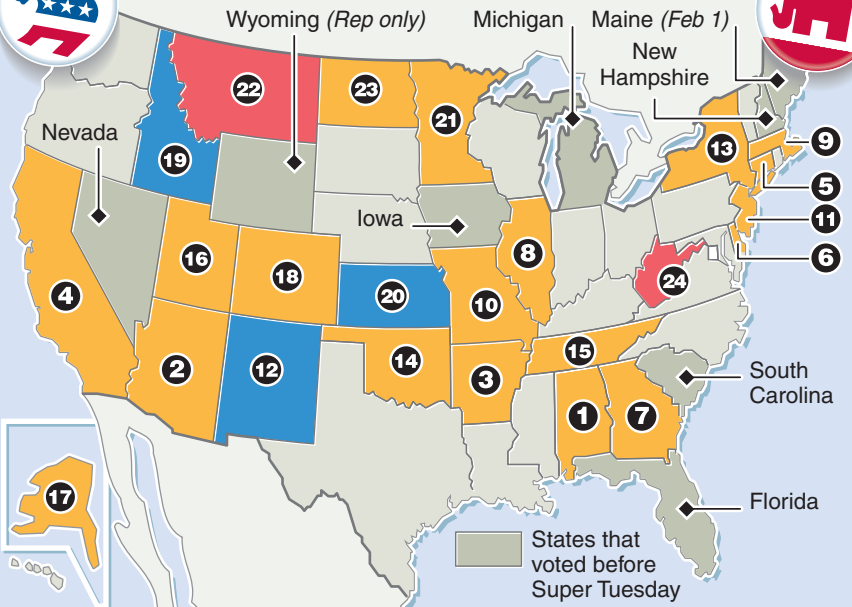 Wyoming (Rep only)
Michigan
Maine (Feb 1)
New
Hampshire
22
23
21
Nevada
19
13
9
5
11
6
Iowa
16
18
8
4
20
10
24
2
12
14
15
3
1
7
South
Carolina
17
Florida
States that
voted before
Super Tuesday